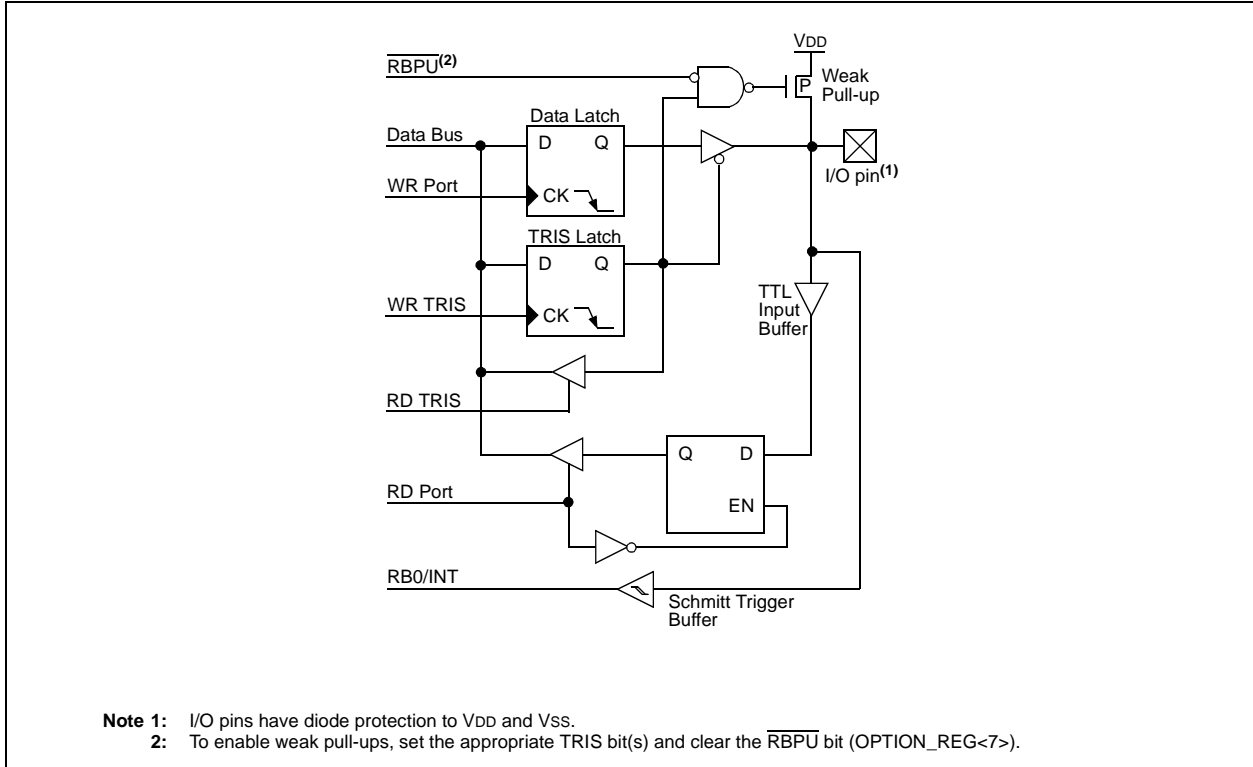 VDD
RBPU(2)
P
Weak
Pull-up
Data Latch
Data Bus
D Q
I/O pin(1)
WR Port
CK
TRIS Latch
D Q
TTL
Input
Buffer
WR TRIS
CK
RD TRIS
Q D
RD Port
EN
RB0/INT
Schmitt Trigger
Buffer
Note 1: I/O pins have diode protection to VDD and VSS.
2: To enable weak pull-ups, set the appropriate TRIS bit(s) and clear the RBPU bit (OPTION_REG<7>).